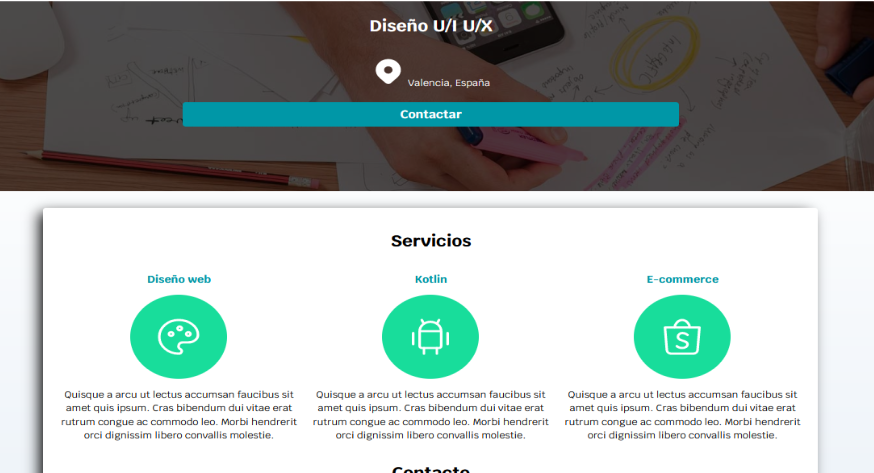 Diseño U/I U/X
Valencia, España
Contactar
Servicios
Diseño web
Kotlin
E-commerce
Quisque a arcu ut lectus accumsan faucibus sit
amet quis ipsum. Cras bibendum dui vitae erat
rutrum congue ac commodo leo. Morbi hendrerit
orci dignissim libero convallis molestie.
Quisque a arcu ut lectus accumsan faucibus sit
amet quis ipsum. Cras bibendum dui vitae erat
rutrum congue ac commodo leo. Morbi hendrerit
orci dignissim libero convallis molestie.
Quisque a arcu ut lectus accumsan faucibus sit
amet quis ipsum. Cras bibendum dui vitae erat
rutrum congue ac commodo leo. Morbi hendrerit
orci dignissim libero convallis molestie.
Contacto